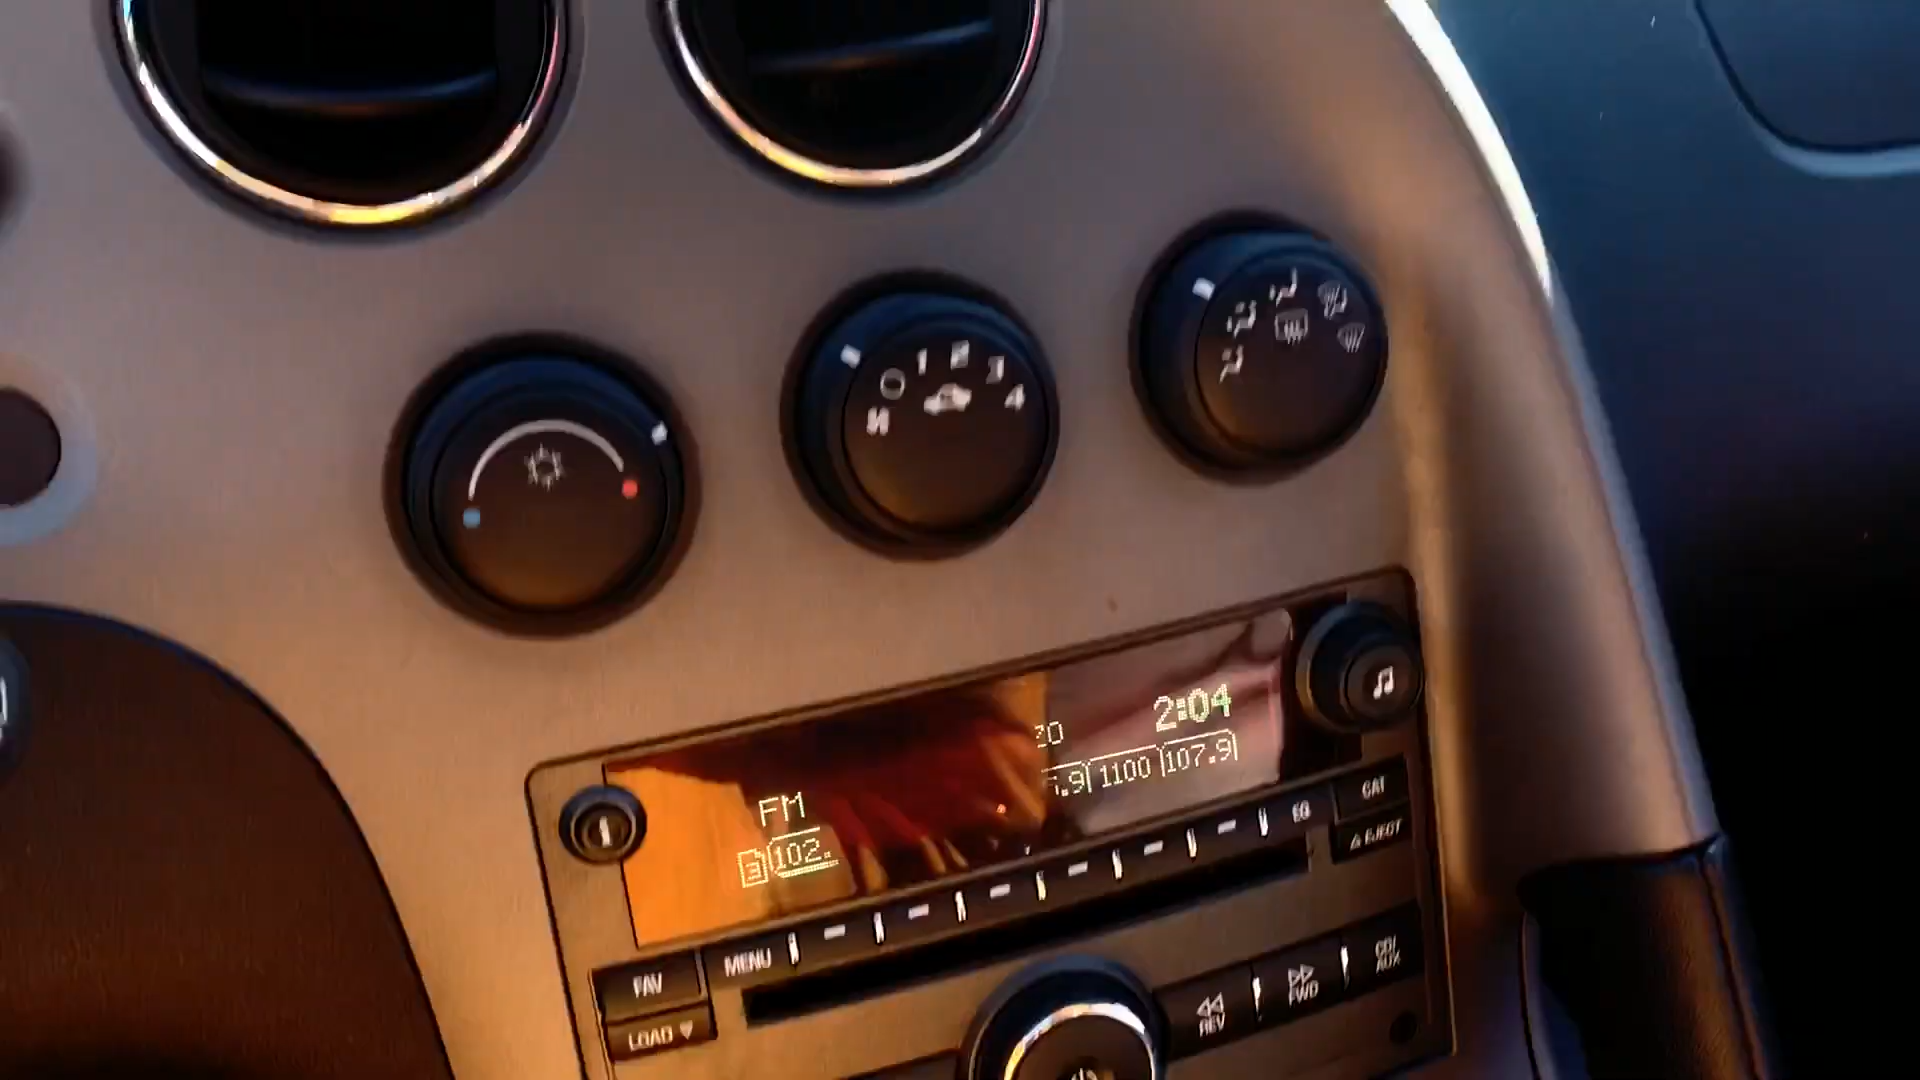 1 2 3 4
2:04
FM
102.
1100
107.9
EQ
CAT
EJECT
MENU
FAV
LOAD
REV
FWD
CD/
AUX